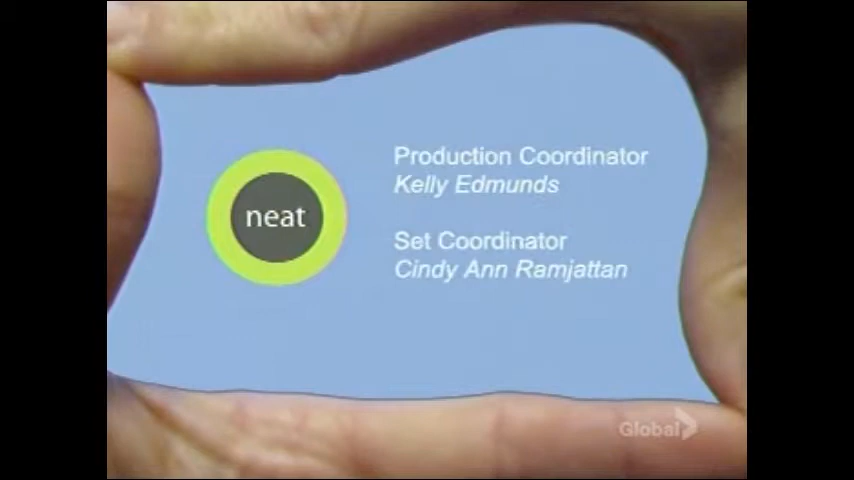 neat
Production Coordinator
Kelly Edmunds
Set Coordinator
Cindy Ann Ramjattan
Global